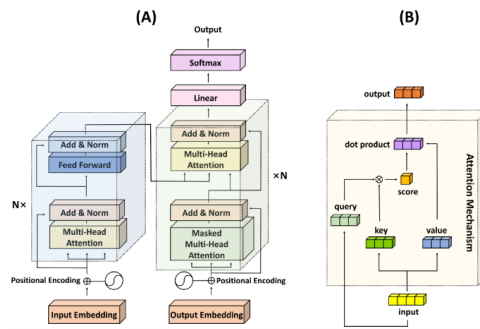 (A)
Output
Softmax
Linear
Add & Norm
Multi-Head
Attention
×N
Add & Norm
Masked
Multi-Head
Attention
Positional Encoding
Output Embedding
Add & Norm
Feed Forward
N×
Add & Norm
Multi-Head
Attention
Positional Encoding
Input Embedding
(B)
output
Attention Mechanism
dot product
score
query
key
value
input